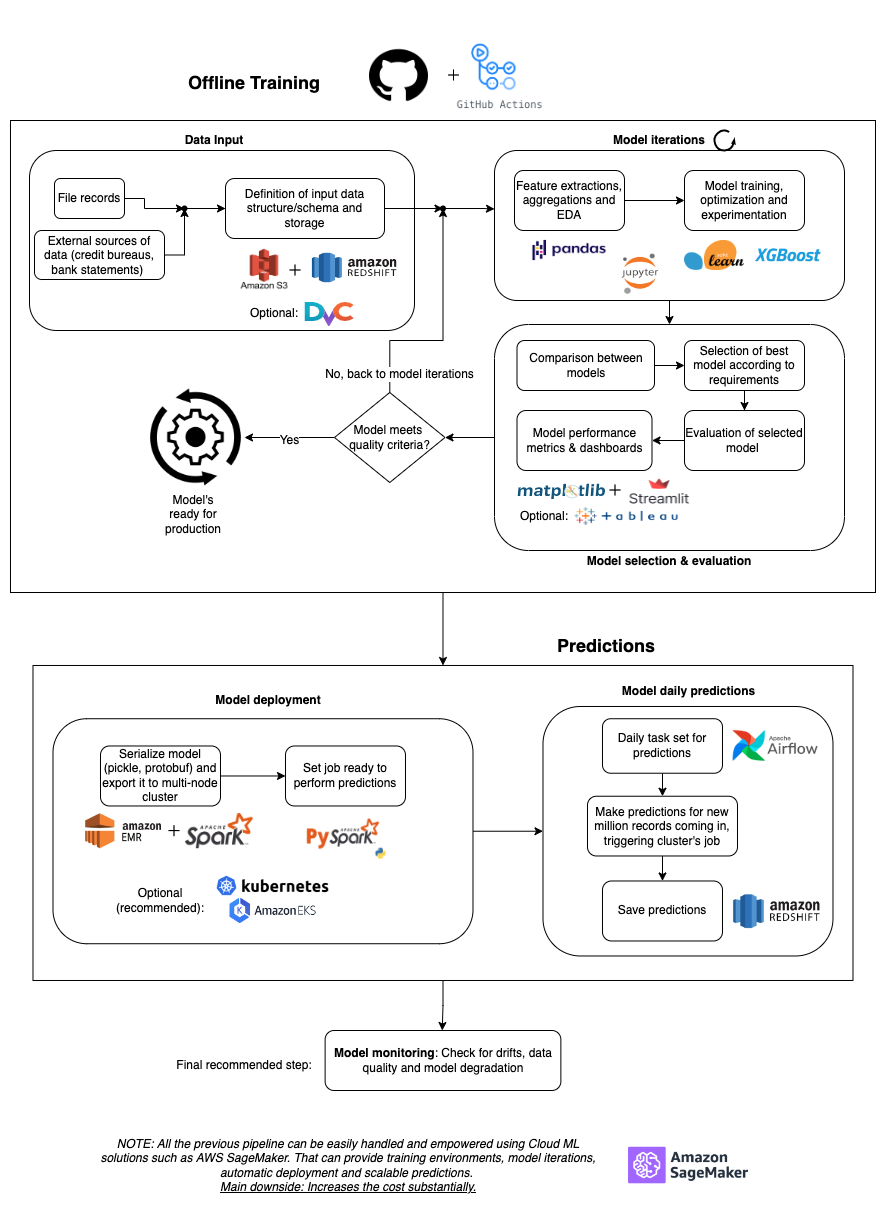 Offline Training
+
GitHub Actions
Data Input
Model iterations
File records
External sources of
data (credit bureaus,
bank statements)
Definition of input data
structure/schema and
storage
Amazon S3
+
amazon
REDSHIFT
Optional:
DVC
Feature extractions,
aggregations and
EDA
Model training,
optimization and
experimentation
pandas
jupyter
learn
XGBoost
No, back to model iterations
Model meets
quality criteria?
Yes
Model's
ready for
production
Comparison between
models
Selection of best
model according to
requirements
Model performance
metrics & dashboards
Evaluation of selected
model
matplotlib
+
Streamlit
Optional:
+ a b l e a u
Model selection & evaluation
Predictions
Model deployment
Model daily predictions
Serialize model
(pickle, protobuf) and
export it to multi-node
cluster
Set job ready to
perform predictions
amazon
EMR
+
APACHE
Spark
APACHE
PySpark
Optional
(recommended):
kubernetes
K
Amazon EKS
Daily task set for
predictions
Apache
Airflow
Make predictions for new
million records coming in,
triggering cluster's job
Save predictions
amazon
REDSHIFT
Final recommended step:
Model monitoring: Check for drifts, data
quality and model degradation
NOTE: All the previous pipeline can be easily handled and empowered using Cloud ML
solutions such as AWS SageMaker. That can provide training environments, model iterations,
automatic deployment and scalable predictions.
Main downside: Increases the cost substantially.
Amazon
SageMaker